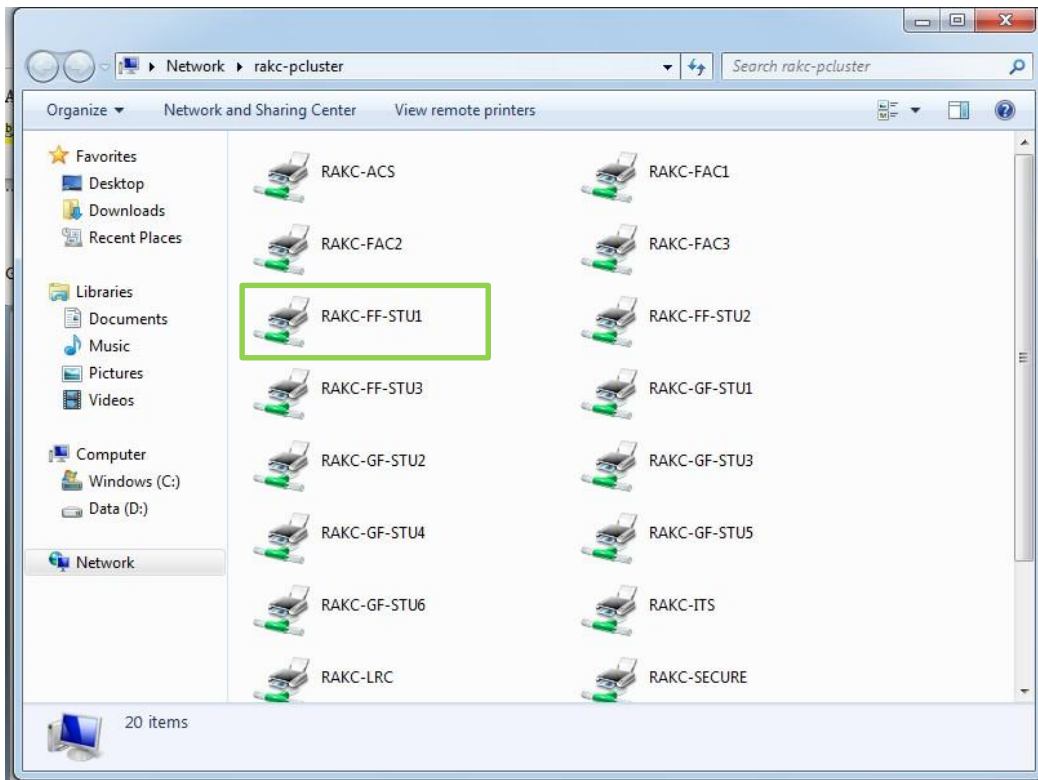 Network ▸ rakc-pcluster
Search rakc-pcluster
Organize Network and Sharing Center View remote printers
Favorites
Desktop
Downloads
Recent Places
Libraries
Documents
Music
Pictures
Videos
Computer
Windows (C:)
Data (D:)
Network
RAKC-ACS RAKC-FAC1
RAKC-FAC2 RAKC-FAC3
RAKC-FF-STU1 RAKC-FF-STU2
RAKC-FF-STU3 RAKC-GF-STU1
RAKC-GF-STU2 RAKC-GF-STU3
RAKC-GF-STU4 RAKC-GF-STU5
RAKC-GF-STU6 RAKC-ITS
RAKC-LRC RAKC-SECURE
20 items